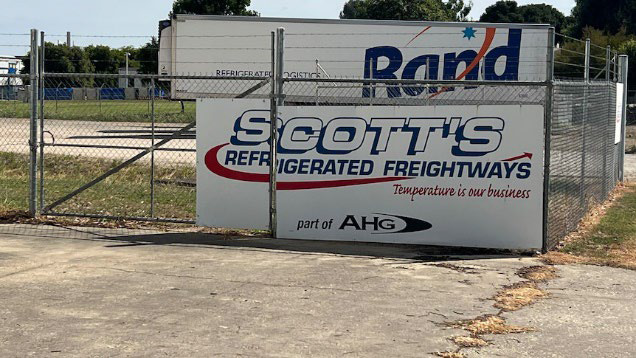 Rand
REFRIGERATED LOGISTICS
SCOTT'S
REFRIGERATED FREIGHTWAYS
Temperature is our business
part of AHG